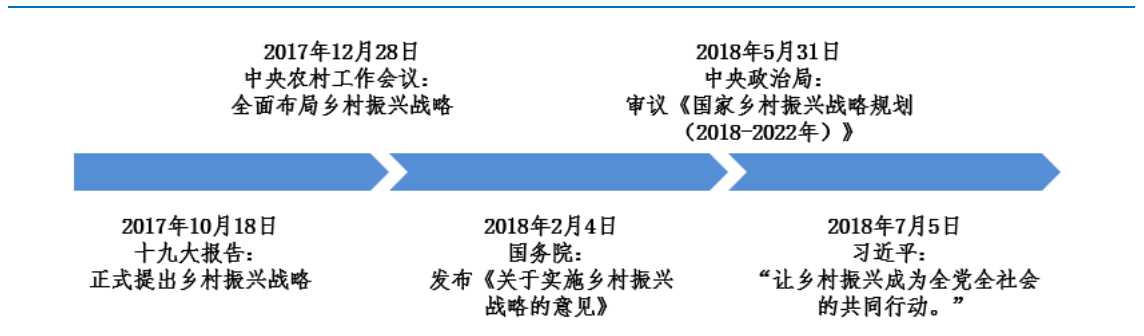 2017年12月28日
中央农村工作会议：
全面布局乡村振兴战略
2018年5月31日
中央政治局：
审议《国家乡村振兴战略规划
（2018-2022年）》
2017年10月18日
十九大报告：
正式提出乡村振兴战略
2018年2月4日
国务院：
发布《关于实施乡村振兴
战略的意见》
2018年7月5日
习近平：
“让乡村振兴成为全党全社会
的共同行动。”